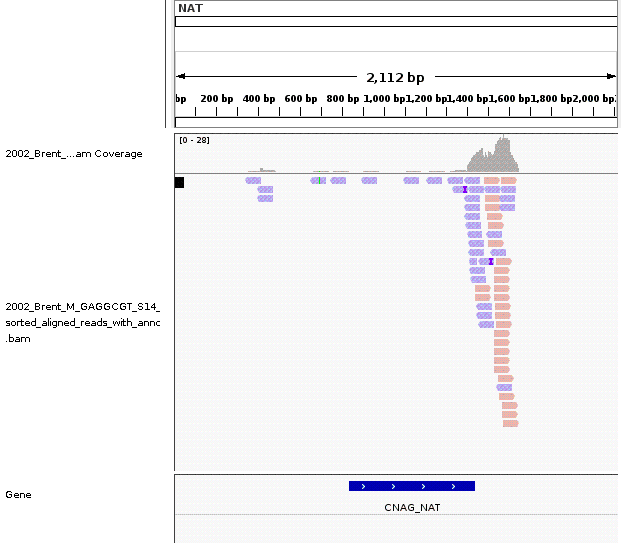 NAT
2,112 bp
bp 200 bp 400 bp 600 bp 800 bp 1,000 bp 1,200 bp 1,400 bp 1,600 bp 1,800 bp 2,000 bp
[0 - 28]
2002_Brent_...am Coverage
2002_Brent_M_GAGGCGT_S14_
sorted_aligned_reads_with_annc
.bam
Gene
CNAG_NAT